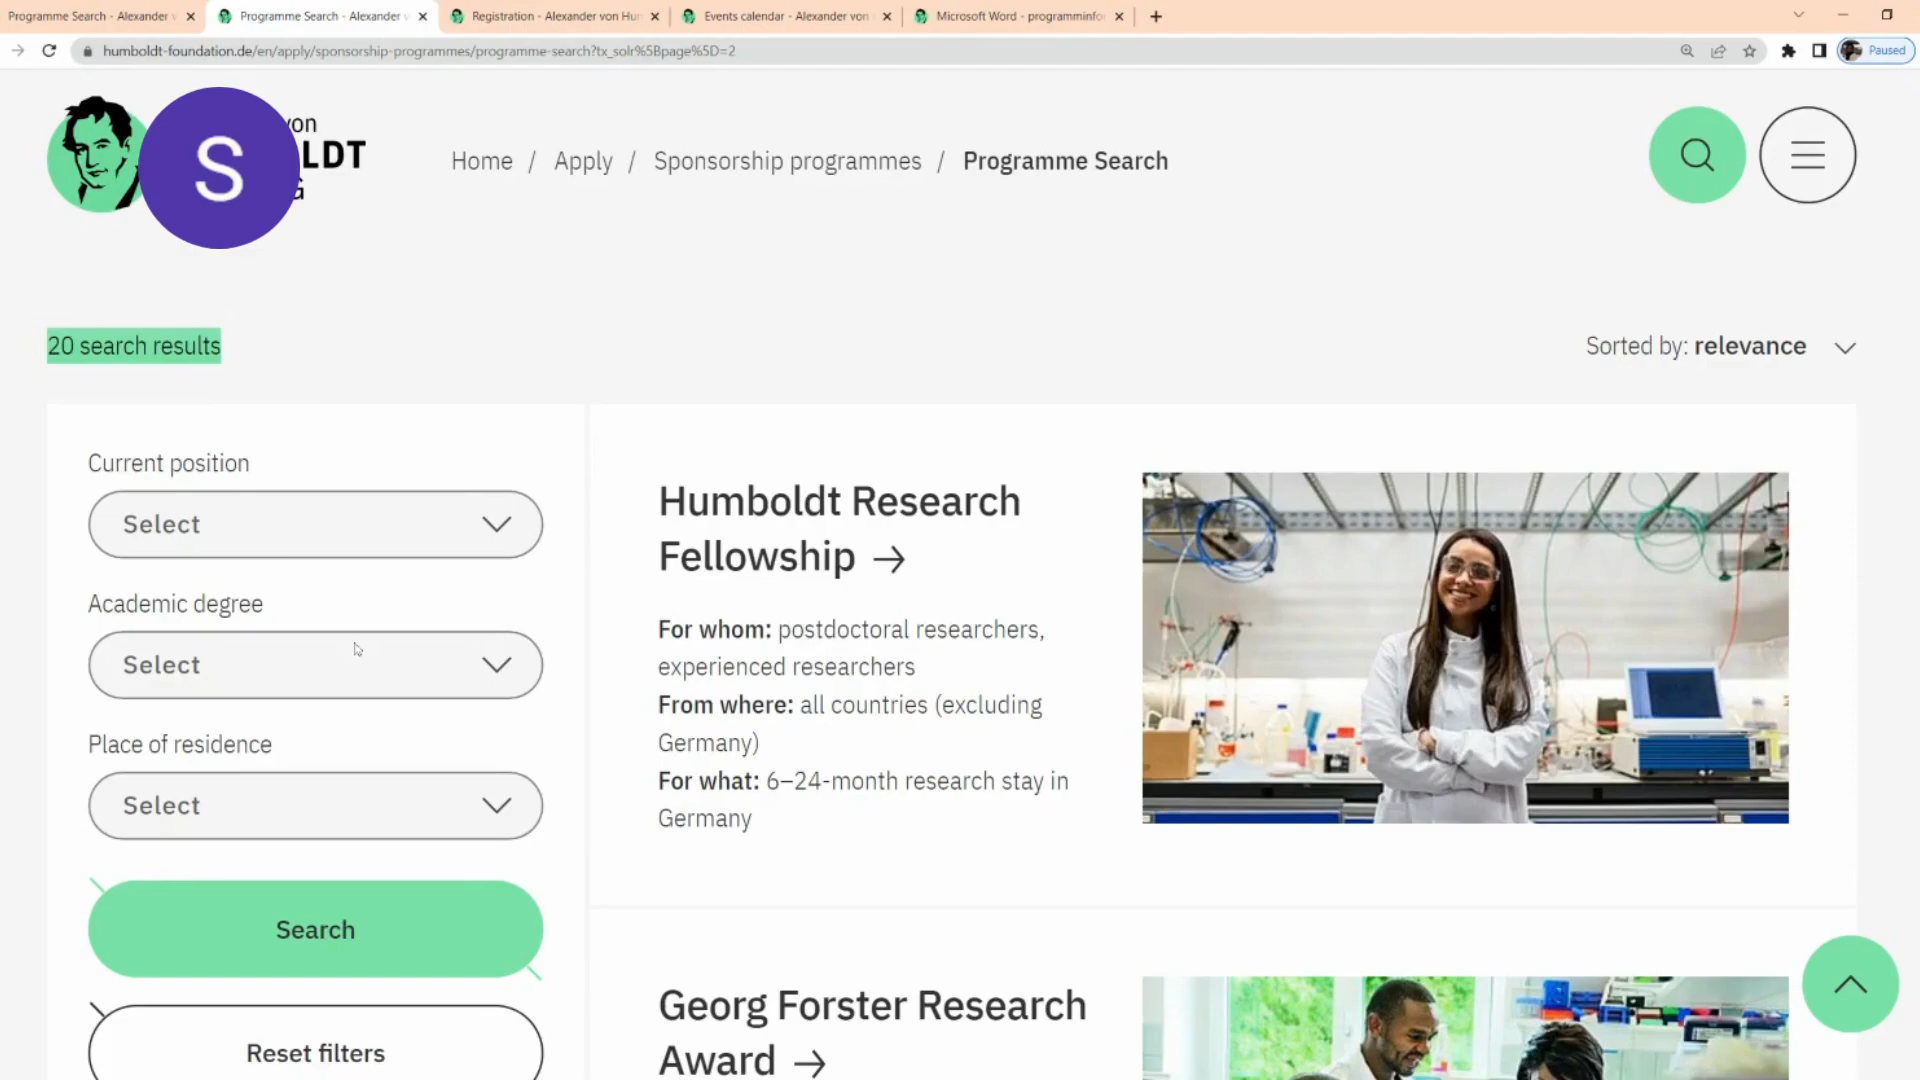 Programme Search - Alexander v
Programme Search - Alexander v
Registration - Alexander von Hur
Events calendar - Alexander von
Microsoft Word - programminfo
humboldt-foundation.de/en/apply/sponsorship-programmes/programme-search?tx_solr%5Bpage%5D=2
Paused
von
LDT
G
S
Home / Apply / Sponsorship programmes / Programme Search
20 search results
Sorted by: relevance
Current position
Select
Academic degree
Select
Place of residence
Select
Search
Reset filters
Humboldt Research
Fellowship →
For whom: postdoctoral researchers,
experienced researchers
From where: all countries (excluding
Germany)
For what: 6–24-month research stay in
Germany
Georg Forster Research
Award →